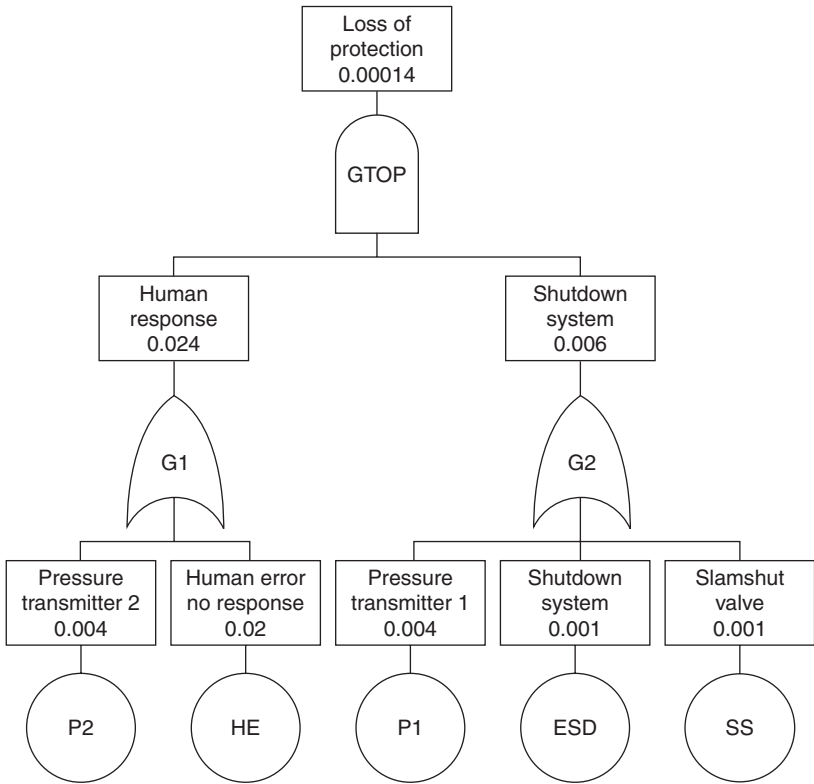 Loss of
protection
0.00014
GTOP
Human
response
0.024
Shutdown
system
0.006
G1
G2
Pressure
transmitter 2
0.004
Human error
no response
0.02
Pressure
transmitter 1
0.004
Shutdown
system
0.001
Slamshut
valve
0.001
P2
HE
P1
ESD
SS